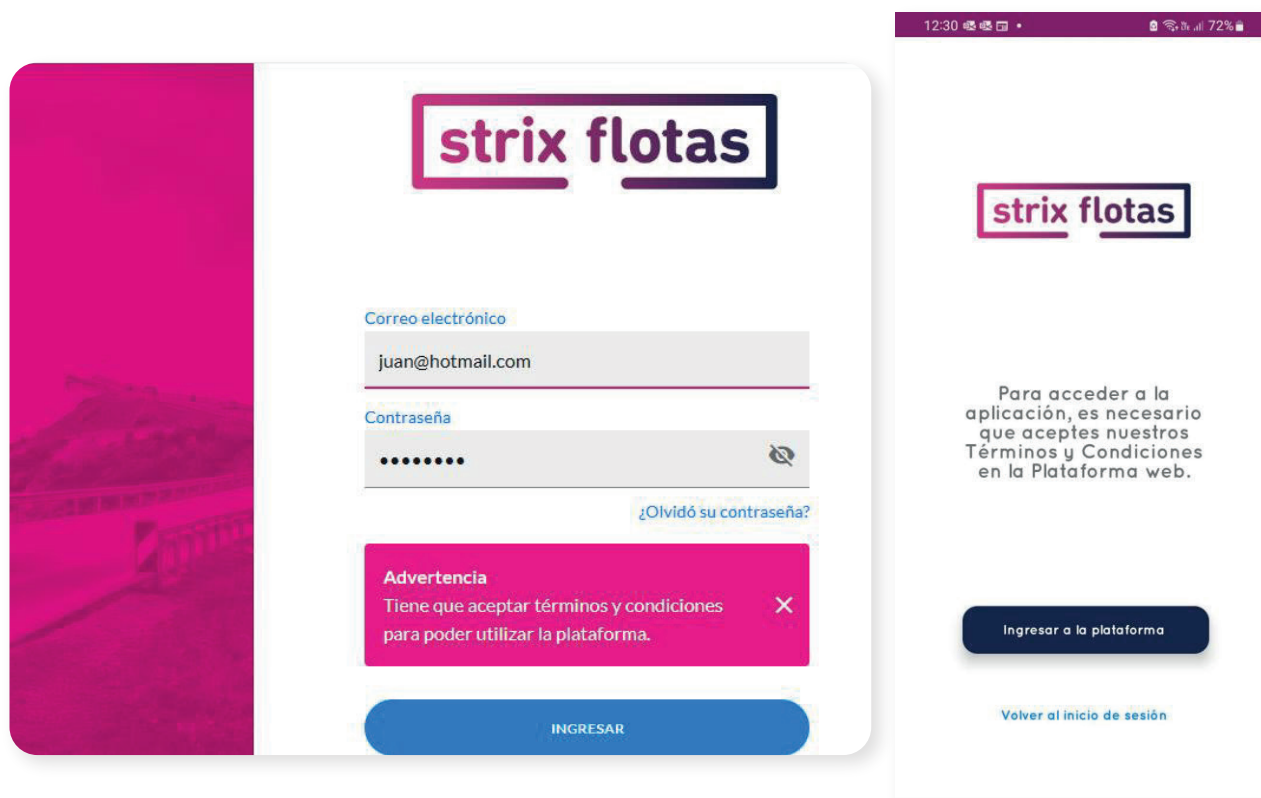 strix flotas
Correo electrónico
juan@hotmail.com
Contraseña
••••••••
¿Olvidó su contraseña?
Advertencia
Tiene que aceptar términos y condiciones
para poder utilizar la plataforma.
INGRESAR
12:30
72%
strix flotas
Para acceder a la
aplicación, es necesario
que aceptes nuestros
Términos y Condiciones
en la Plataforma web.
Ingresar a la plataforma
Volver al inicio de sesión